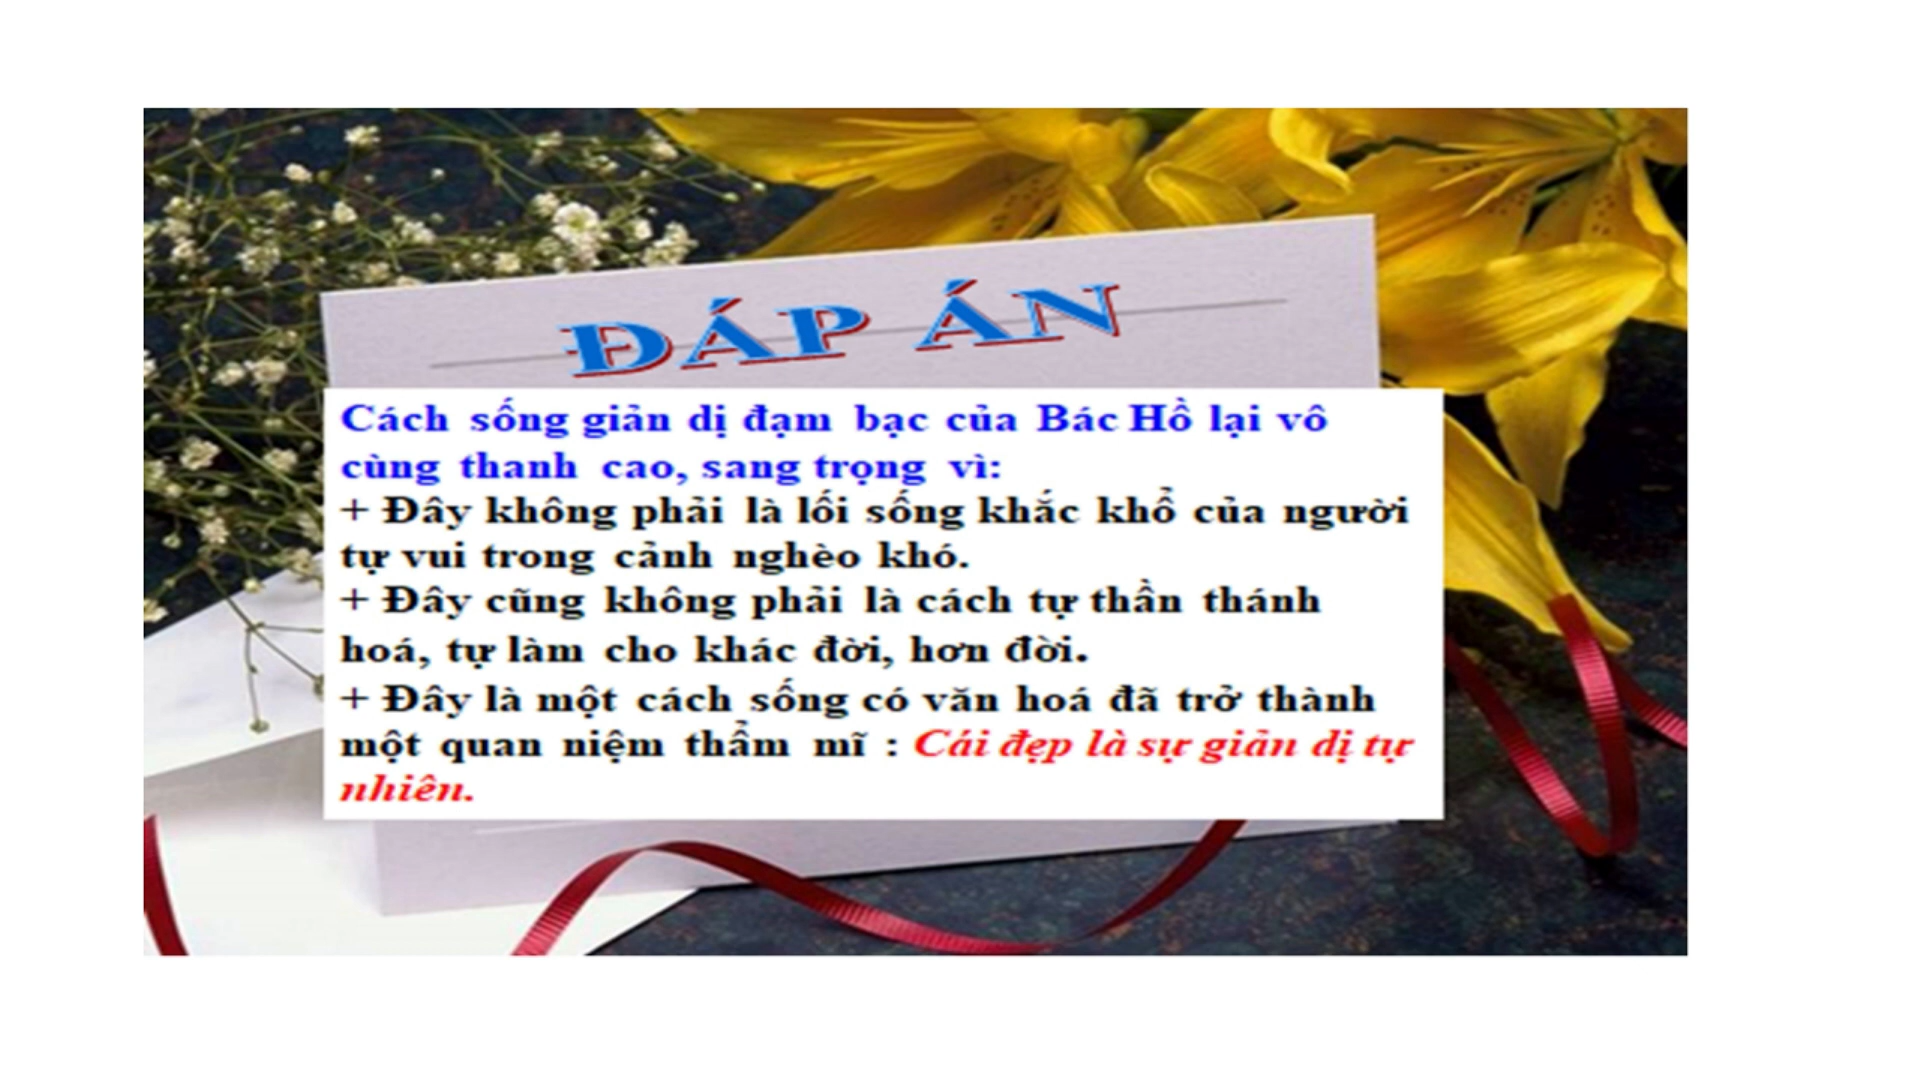 ĐÁP ÁN
Cách sống giản dị đạm bạc của Bác Hồ lại vô
cùng thanh cao, sang trọng vì:
+ Đây không phải là lối sống khắc khổ của người
tự vui trong cảnh nghèo khó.
+ Đây cũng không phải là cách tự thần thánh
hoá, tự làm cho khác đời, hơn đời.
+ Đây là một cách sống có văn hoá đã trở thành
một quan niệm thẩm mĩ : Cái đẹp là sự giản dị tự
nhiên.